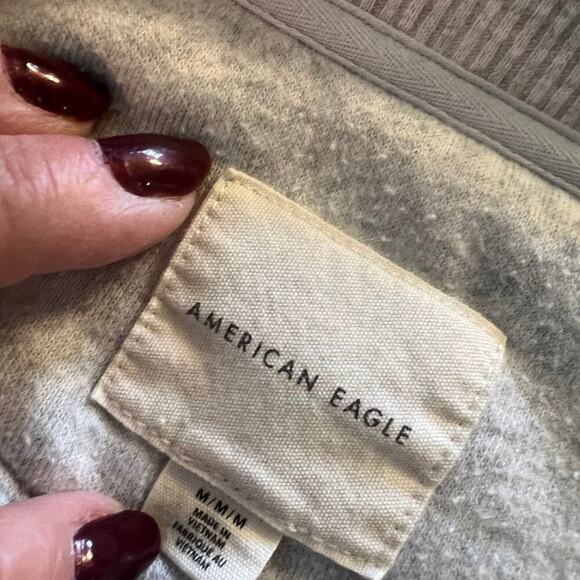 AMERICAN EAGLE
M/M/M
MADE IN
VIETNAM
FABRIQUÉ AU
VIETNAM